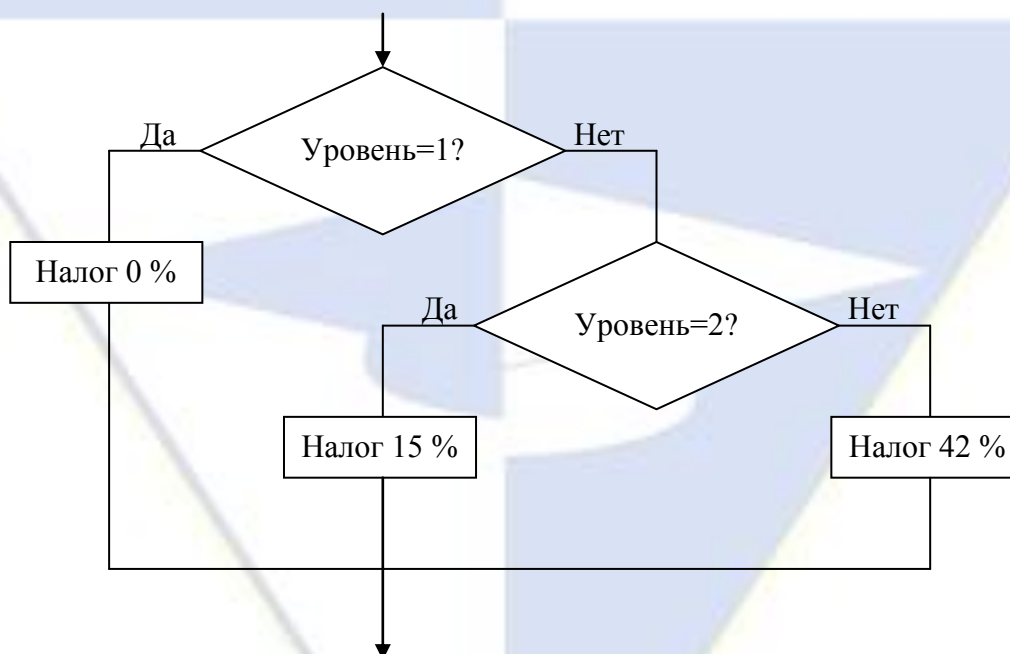 Да
Уровень=1?
Нет
Налог 0 %
Да
Уровень=2?
Нет
Налог 15 %
Налог 42 %